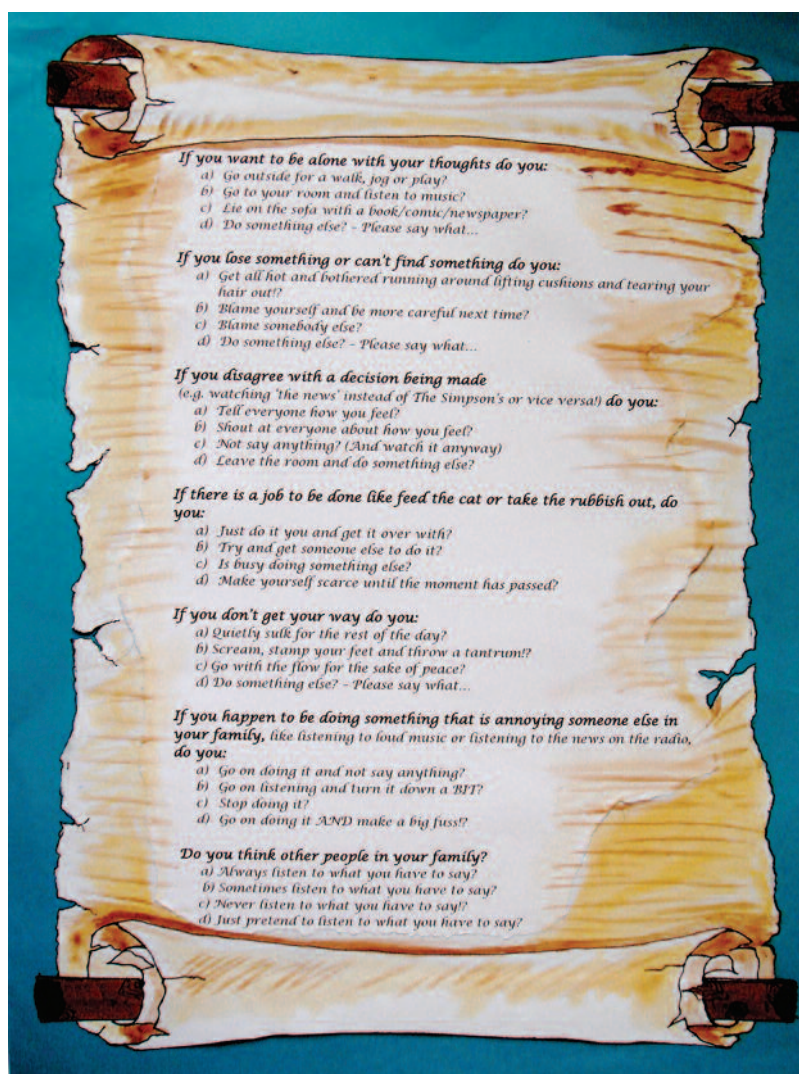 If you want to be alone with your thoughts do you:
a) Go outside for a walk, jog or play?
b) Go to your room and listen to music?
c) Lie on the sofa with a book/comic/newspaper?
d) Do something else? - Please say what...
If you lose something or can't find something do you:
a) Get all hot and bothered running around lifting cushions and tearing your
hair out!?
b) Blame yourself and be more careful next time?
c) Blame somebody else?
d) Do something else? - Please say what...
If you disagree with a decision being made
(e.g. watching 'the news' instead of The Simpson's or vice versa!) do you:
a) Tell everyone how you feel?
b) Shout at everyone about how you feel?
c) Not say anything? (And watch it anyway)
d) Leave the room and do something else?
If there is a job to be done like feed the cat or take the rubbish out, do
you:
a) Just do it you and get it over with?
b) Try and get someone else to do it?
c) Is busy doing something else?
d) Make yourself scarce until the moment has passed?
If you don't get your way do you:
a) Quietly sulk for the rest of the day?
b) Scream, stamp your feet and throw a tantrum!?
c) Go with the flow for the sake of peace?
d) Do something else? - Please say what...
If you happen to be doing something that is annoying someone else in
your family, like listening to loud music or listening to the news on the radio,
do you:
a) Go on doing it and not say anything?
b) Go on listening and turn it down a BIT?
c) Stop doing it?
d) Go on doing it AND make a big fuss!?
Do you think other people in your family?
a) Always listen to what you have to say?
b) Sometimes listen to what you have to say?
c) Never listen to what you have to say!?
d) Just pretend to listen to what you have to say?